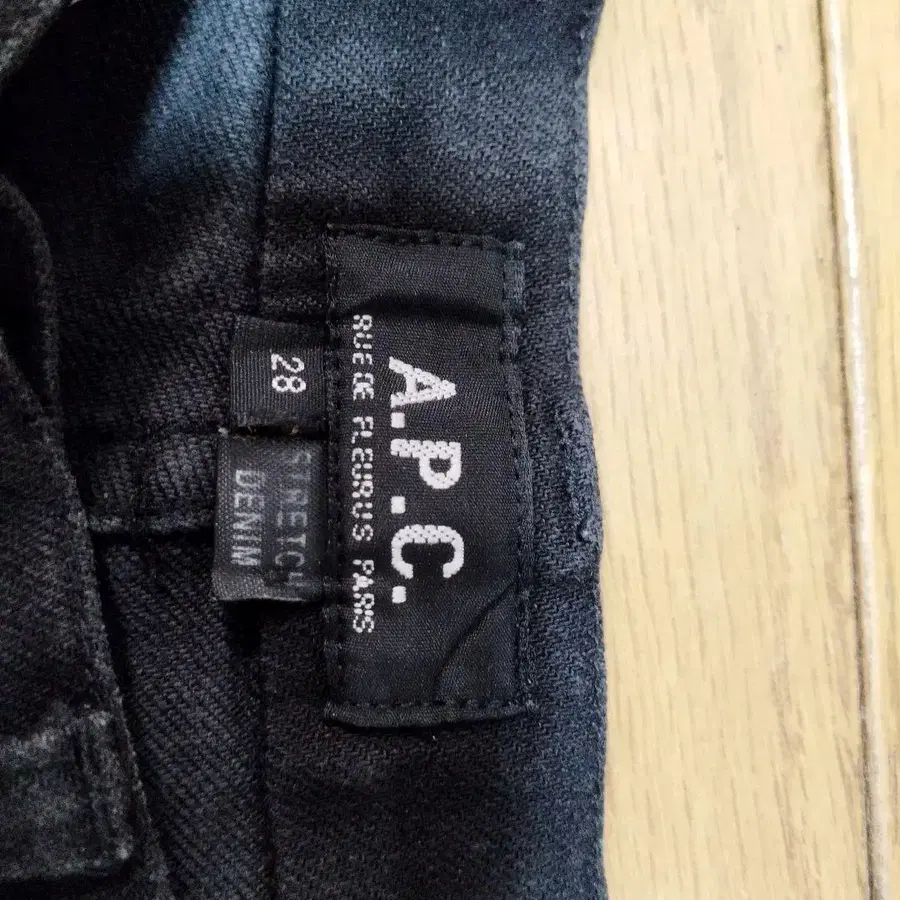 A.P.C.
RUE DE FLEURUS PARIS
28
STRETCH
DENIM